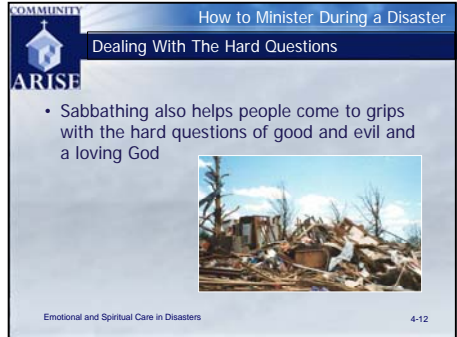 COMMUNITY
ARISE
How to Minister During a Disaster
Dealing With The Hard Questions
• Sabbathing also helps people come to grips
with the hard questions of good and evil and
a loving God
Emotional and Spiritual Care in Disasters
4-12